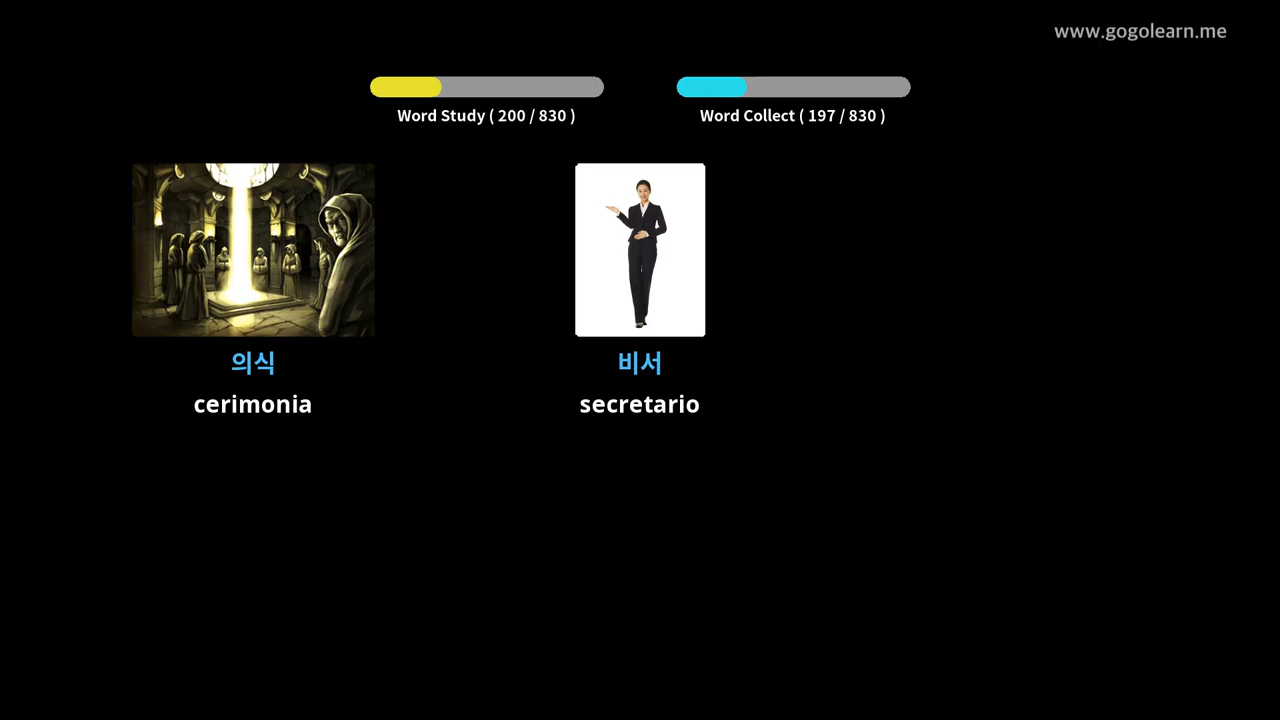 www.gogolearn.me
Word Study ( 200 / 830 )
Word Collect ( 197 / 830 )
의식
cerimonia
비서
secretario